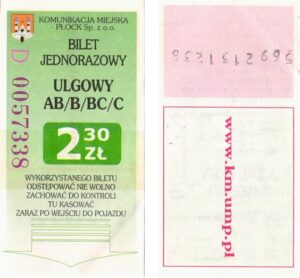 KOMUNIKACJA MIEJSKA
- PŁOCK Sp. z o.o.
D 0057338
BILET
JEDNORAZOWY
ULGOWY
AB/B/BC/C
2 30 ZŁ
WYKORZYSTANEGO BILETU
ODSTĘPOWAĆ NIE WOLNO
ZACHOWAĆ DO KONTROLI
TU KASOWAĆ
ZARAZ PO WEJŚCIU DO POJAZDU
www.km.ump.pl